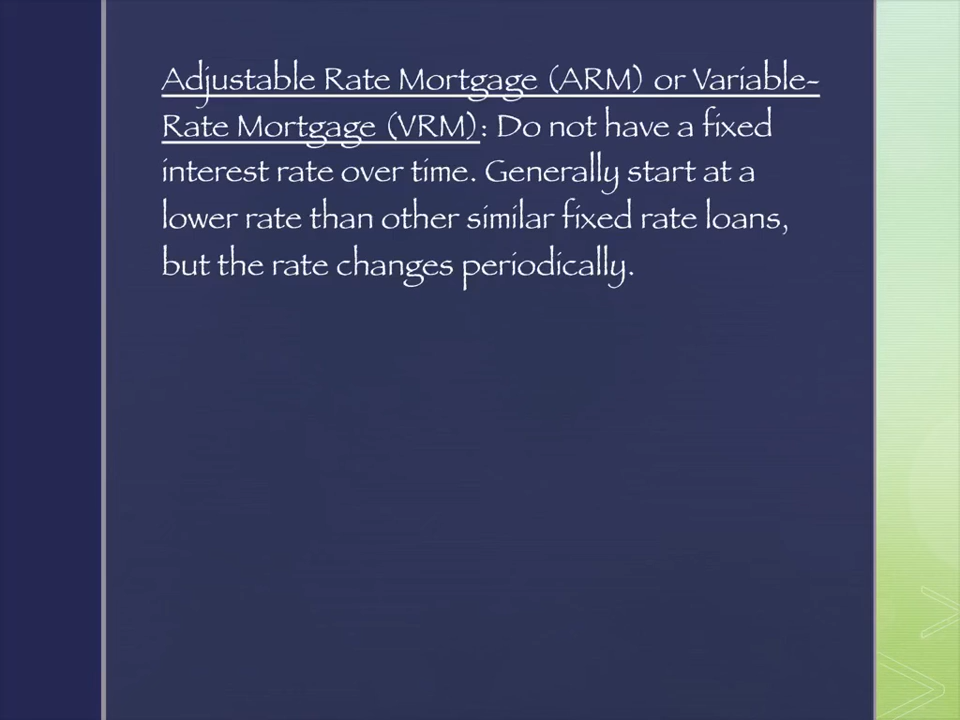 Adjustable Rate Mortgage (ARM) or Variable-
Rate Mortgage (VRM): Do not have a fixed
interest rate over time. Generally start at a
lower rate than other similar fixed rate loans,
but the rate changes periodically.